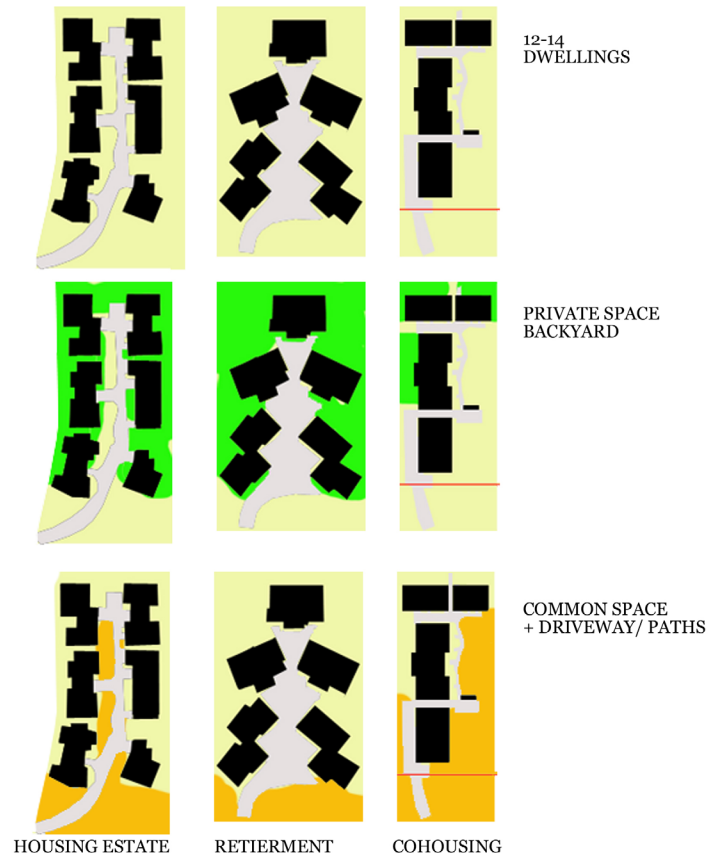 12-14
DWELLINGS
PRIVATE SPACE
BACKYARD
COMMON SPACE
+ DRIVEWAY/ PATHS
HOUSING ESTATE
RETIERMENT
COHOUSING